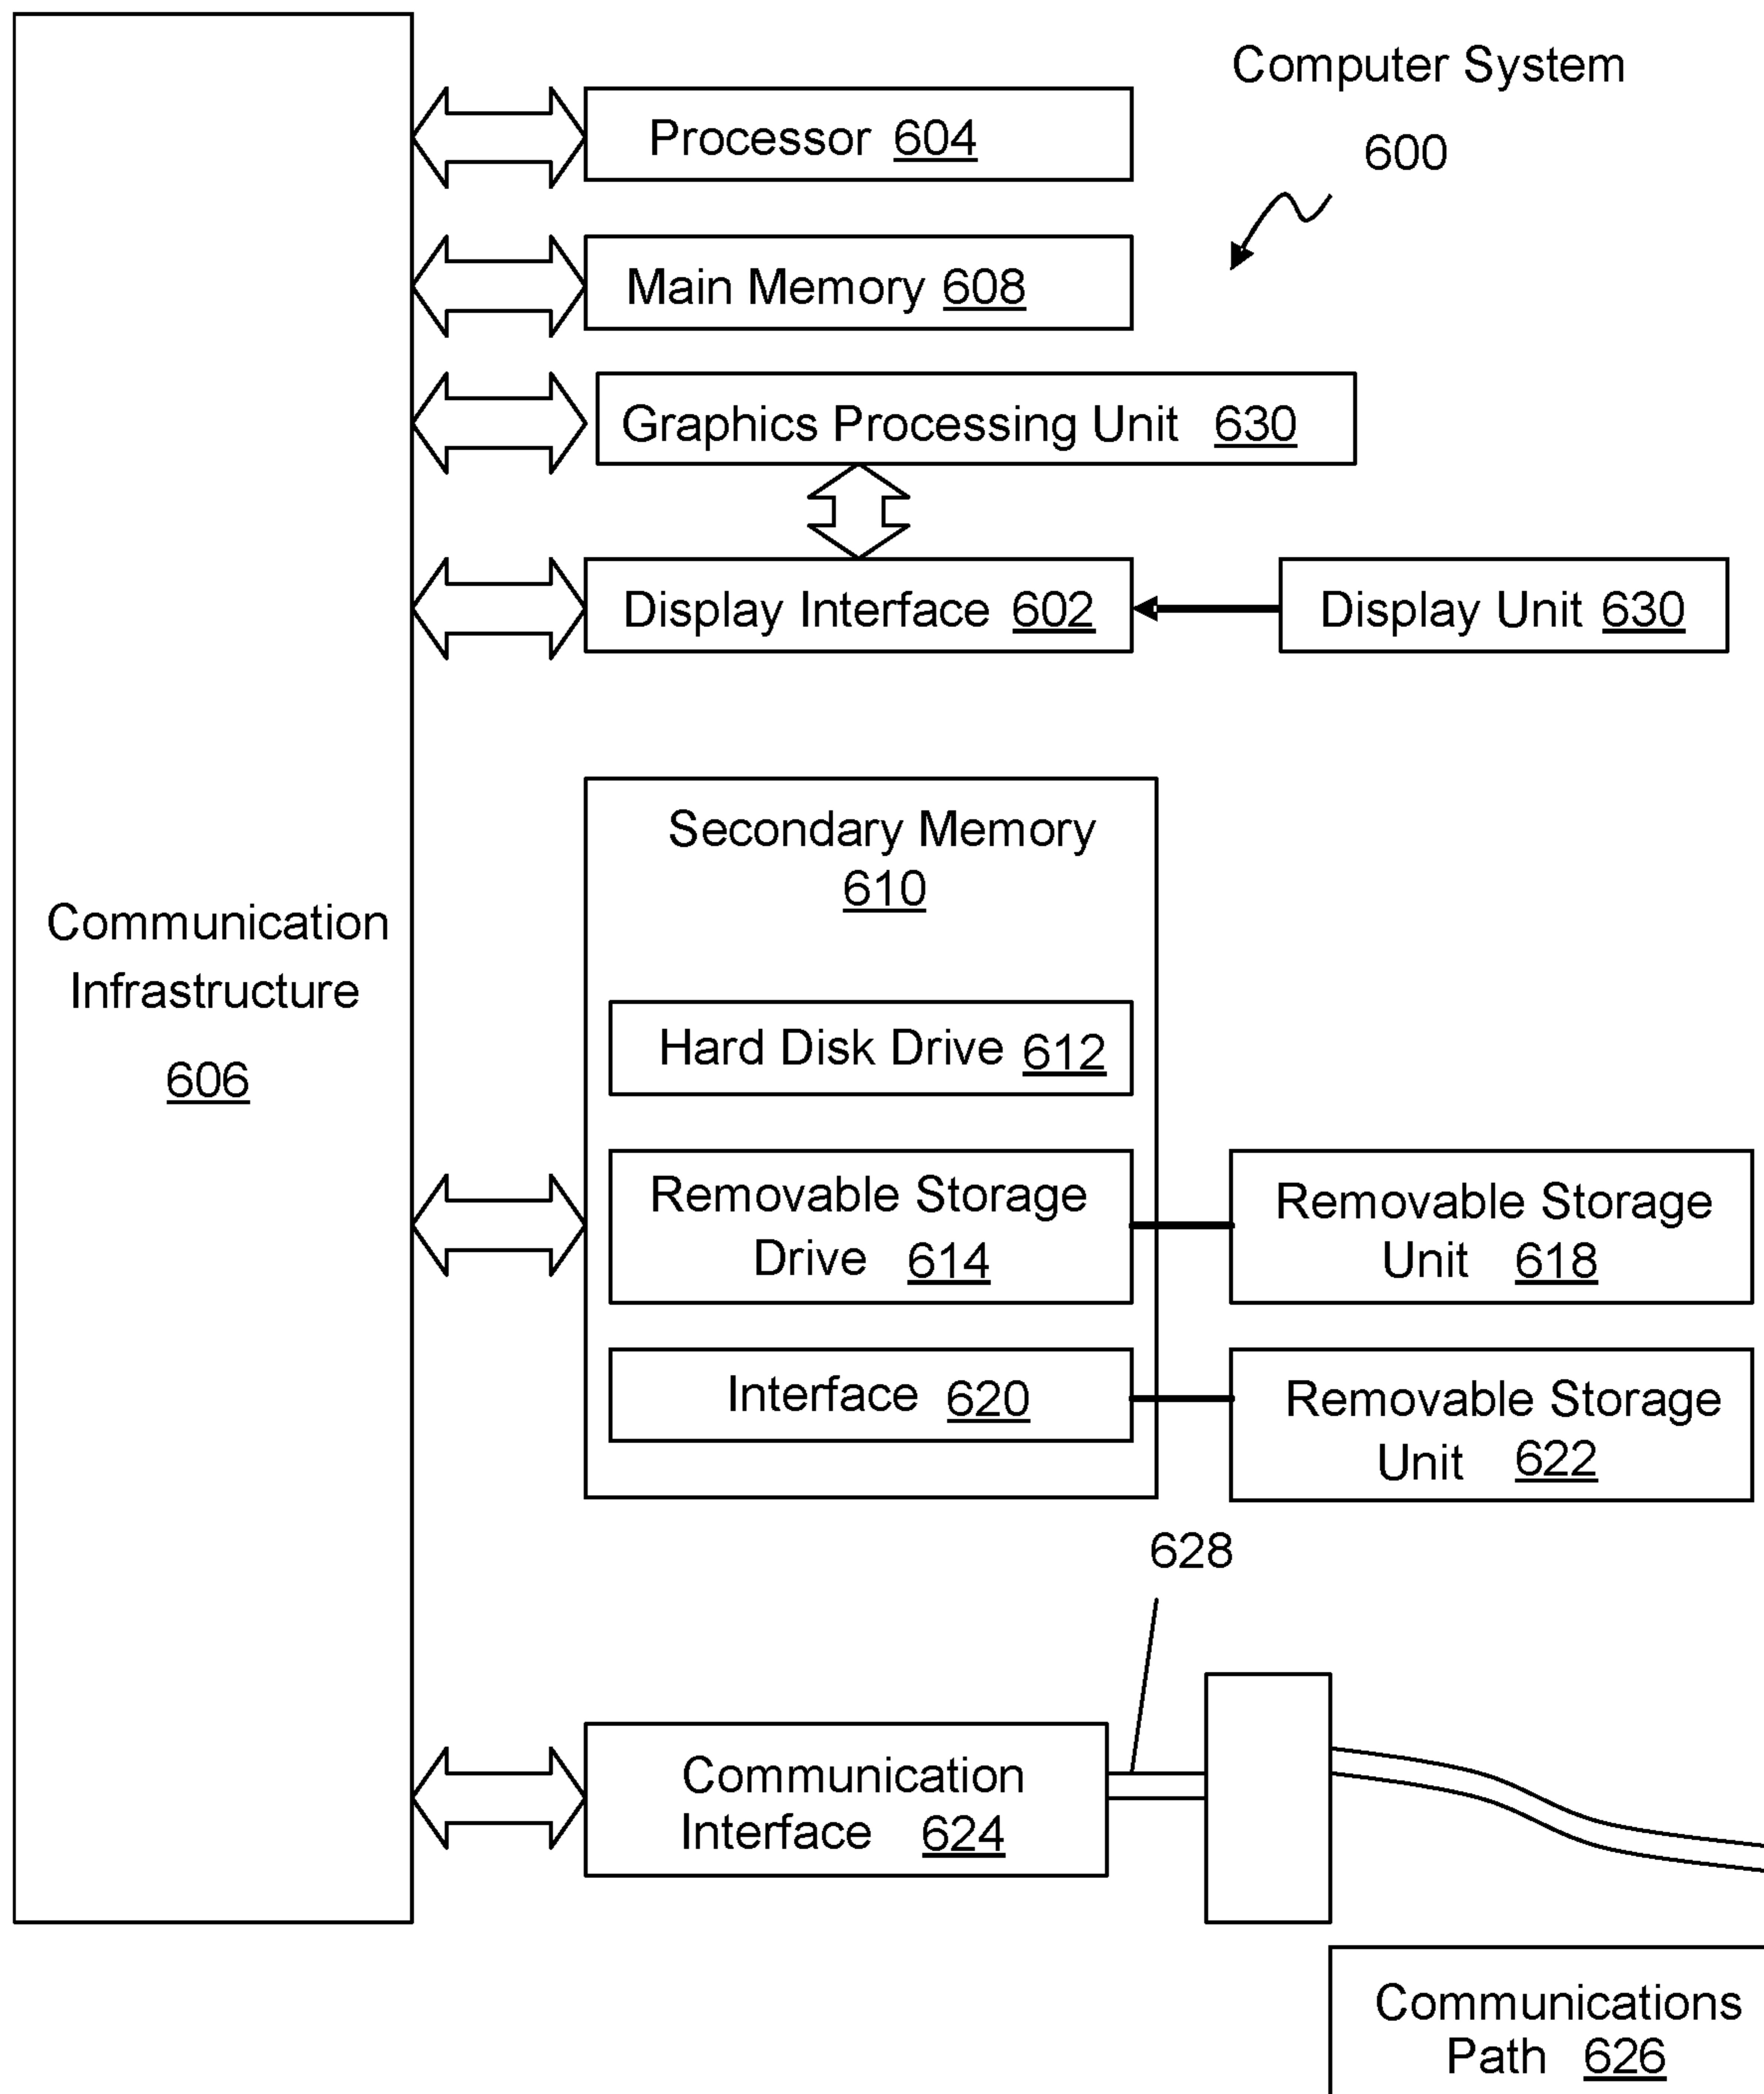 Computer System
600
Processor 604
Main Memory 608
Graphics Processing Unit 630
Display Interface 602
Display Unit 630
Secondary Memory
610
Communication
Infrastructure
606
Hard Disk Drive 612
Removable Storage
Drive 614
Removable Storage
Unit 618
Interface 620
Removable Storage
Unit 622
628
Communication
Interface 624
Communications
Path 626